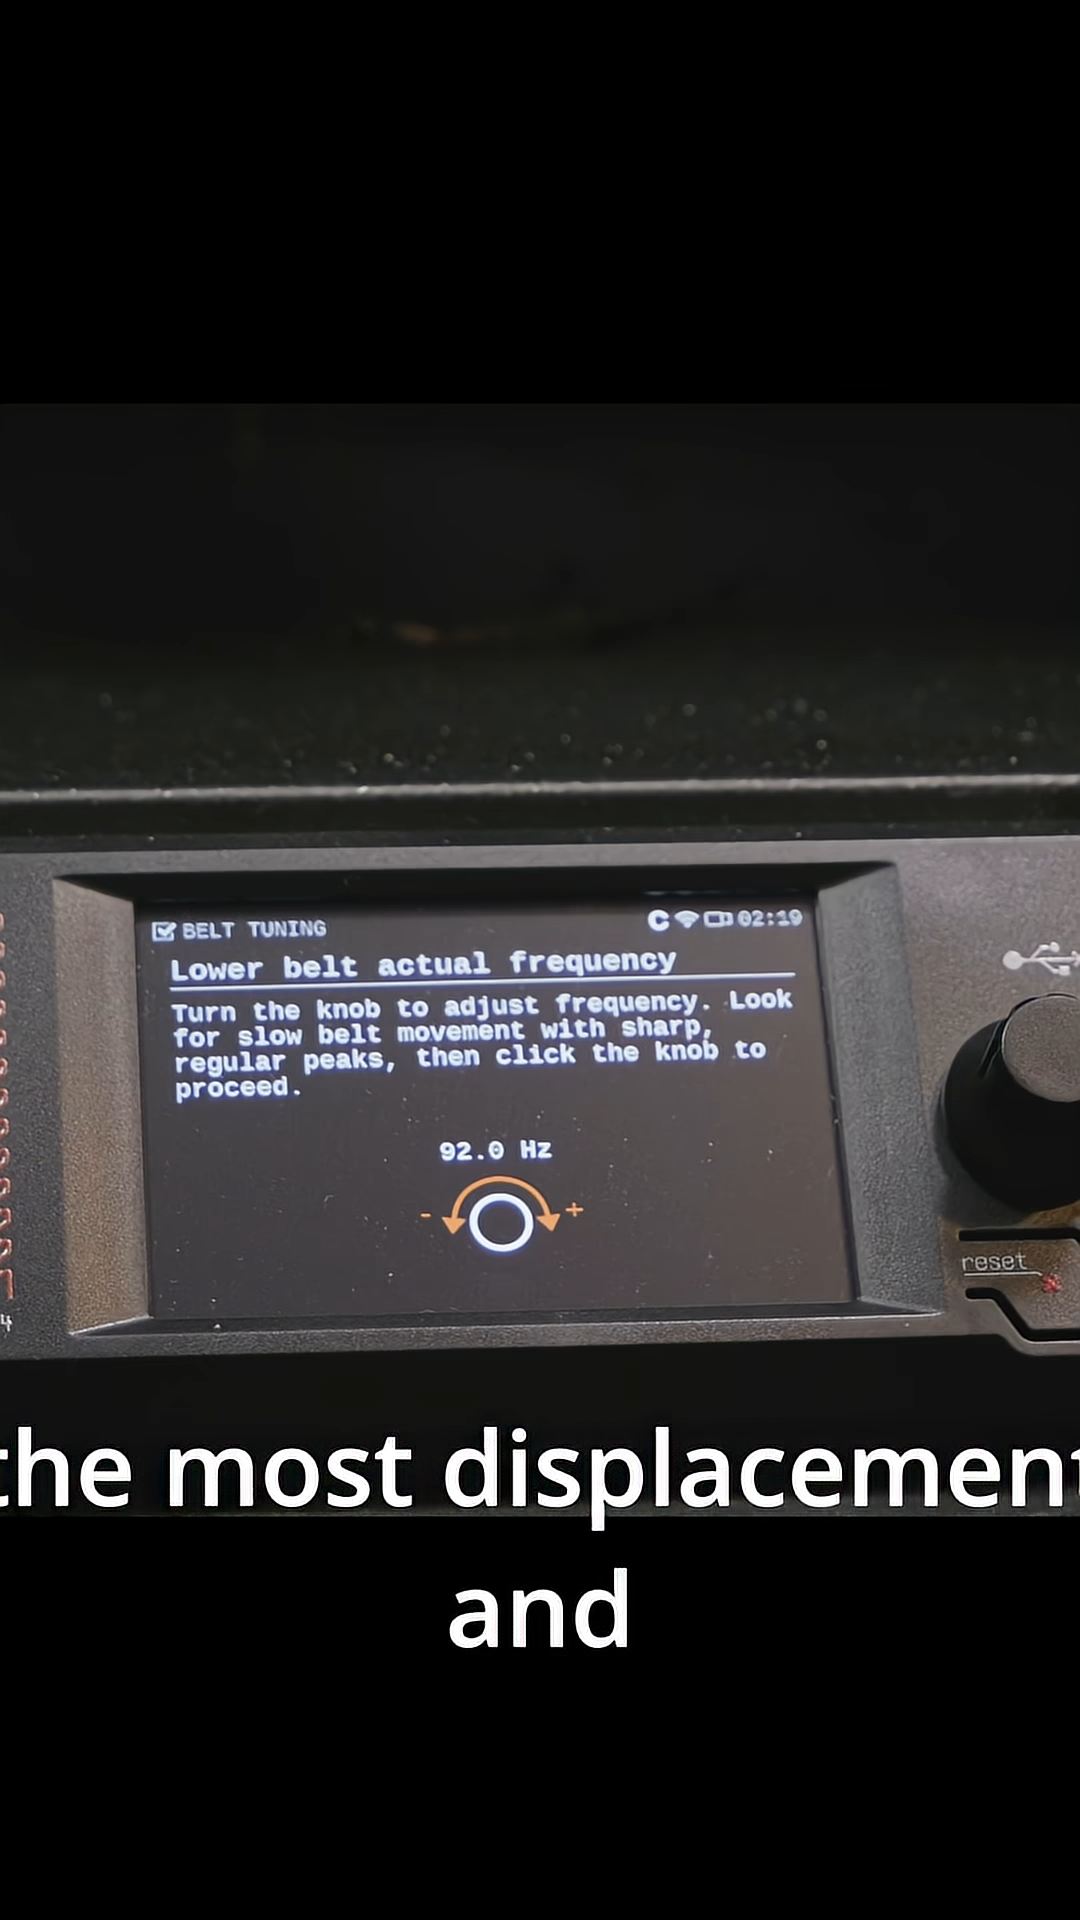 BELT TUNING
02:19
Lower belt actual frequency
Turn the knob to adjust frequency. Look
for slow belt movement with sharp,
regular peaks, then click the knob to
proceed.
92.0 Hz
- +
reset
4
the most displacement
and